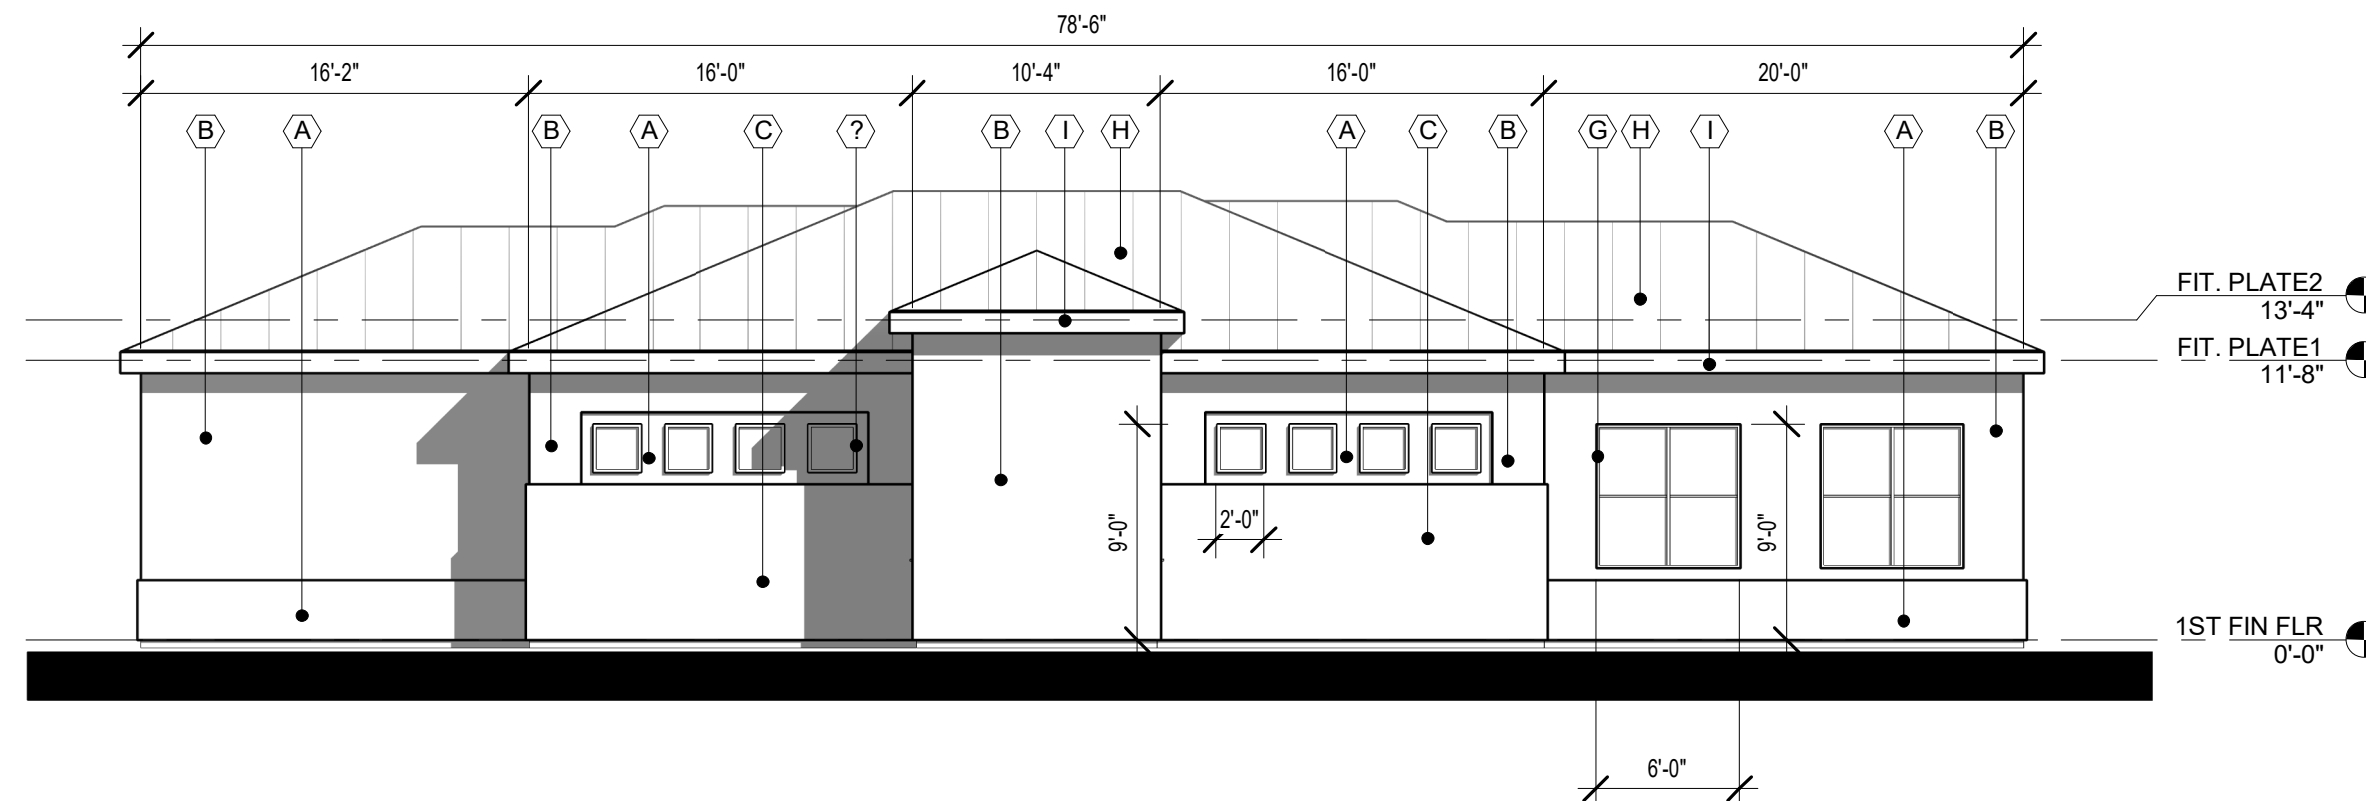 78'-6"
16'-2" 16'-0" 10'-4" 16'-0" 20'-0"
B A B A C ? B I H A C B G H I A B
FIT. PLATE2
13'-4"
FIT. PLATE1
11'-8"
9'-0" 2'-0" 9'-0"
1ST FIN FLR
0'-0"
6'-0"